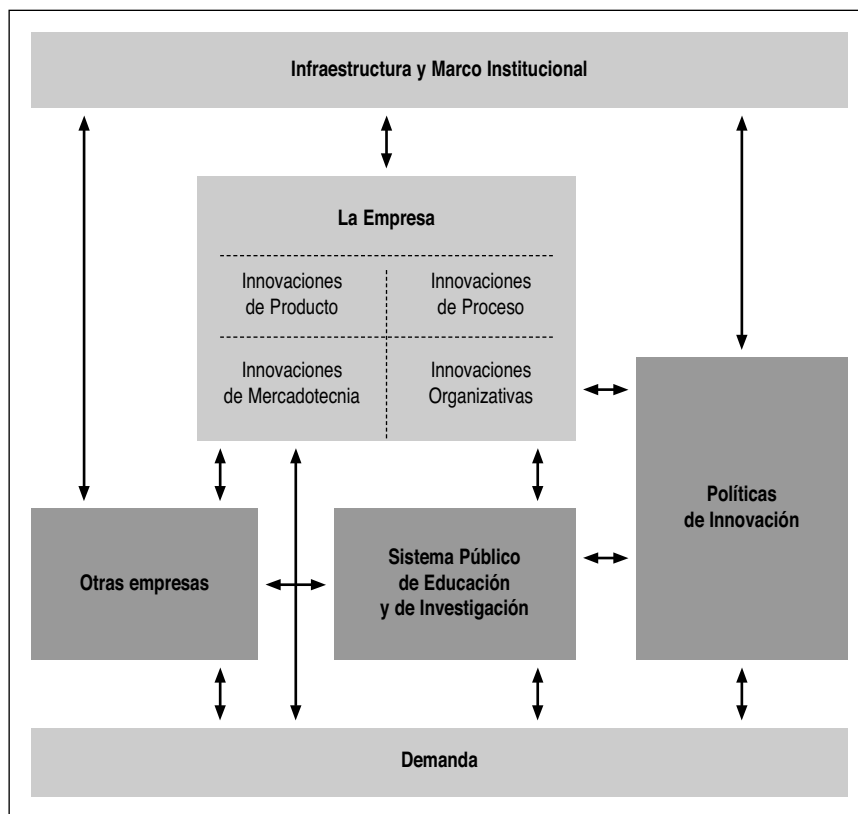 Infraestructura y Marco Institucional
La Empresa
Innovaciones
de Producto
Innovaciones
de Proceso
Innovaciones
de Mercadotecnia
Innovaciones
Organizativas
Políticas
de Innovación
Otras empresas
Sistema Público
de Educación
y de Investigación
Demanda